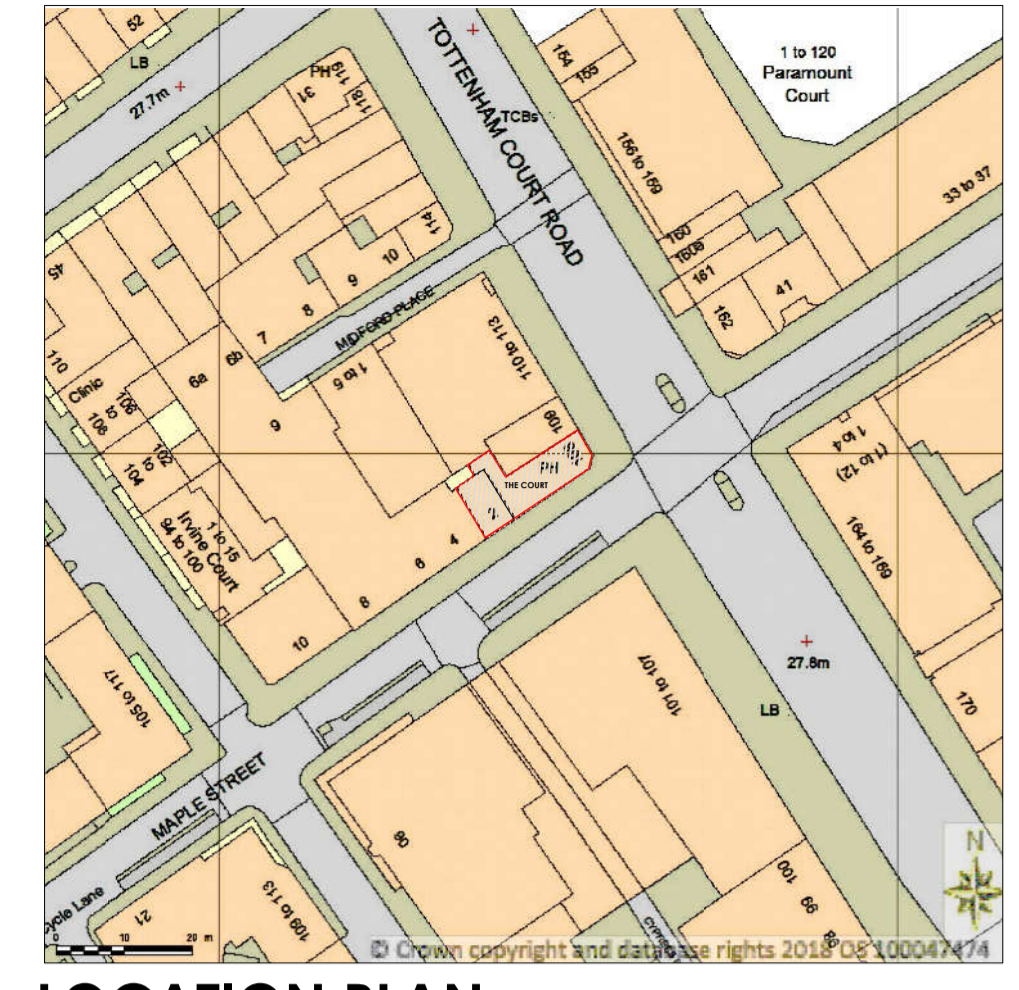 52
LB
27.7m
PH
119
118
31
TOTTENHAM COURT ROAD
TCBs
154
155
1 to 120
Paramount
Court
156 to 159
33 to 37
160
160a
161
162
41
114
10
9
8
7
6b
6a
45
MIDFORD PLACE
110 to 113
1 to 6
109
110
Clinic
106
to
108
102
to
104
9
PH
THE COURT
2
4
6
8
10
1 to 15
Irvine Court
94 to 100
1 to 4
(1 to 12)
164 to 169
27.8m
101 to 107
LB
170
105 to 117
MAPLE STREET
90
100
99
98
Cycle Lane
21
109 to 113
N
0 10 20 m
© Crown copyright and database rights 2018 OS 100047474
LOCATION PLAN